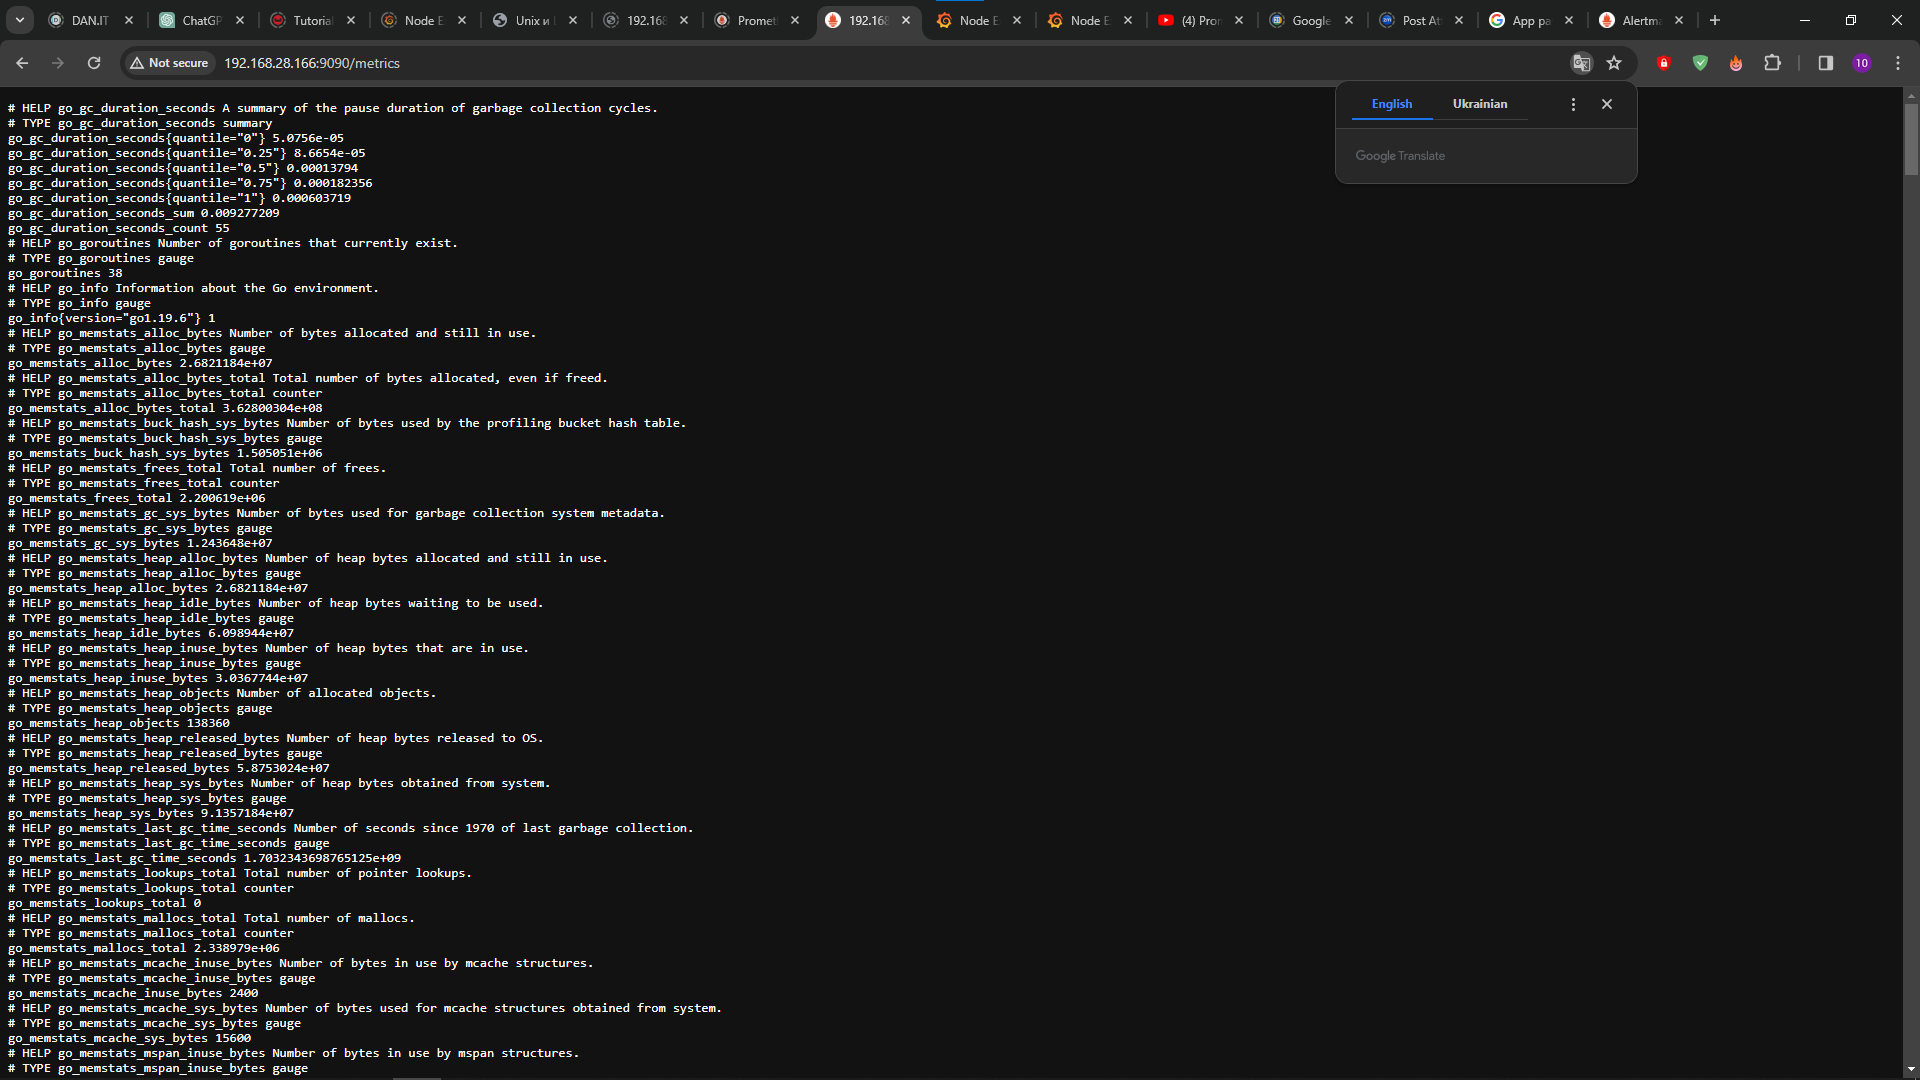 DAN.IT
ChatGP
Tutoria
Node E
Unix и
192.168
Promet
192.168
Node E
Node E
(4) Pror
Google
Post At
App pa
Alertm
Not secure
192.168.28.166:9090/metrics
10
English
Ukrainian
Google Translate
# HELP go_gc_duration_seconds A summary of the pause duration of garbage collection cycles.
# TYPE go_gc_duration_seconds summary
go_gc_duration_seconds{quantile="0"} 5.0756e-05
go_gc_duration_seconds{quantile="0.25"} 8.6654e-05
go_gc_duration_seconds{quantile="0.5"} 0.00013794
go_gc_duration_seconds{quantile="0.75"} 0.000182356
go_gc_duration_seconds{quantile="1"} 0.000603719
go_gc_duration_seconds_sum 0.009277209
go_gc_duration_seconds_count 55
# HELP go_goroutines Number of goroutines that currently exist.
# TYPE go_goroutines gauge
go_goroutines 38
# HELP go_info Information about the Go environment.
# TYPE go_info gauge
go_info{version="go1.19.6"} 1
# HELP go_memstats_alloc_bytes Number of bytes allocated and still in use.
# TYPE go_memstats_alloc_bytes gauge
go_memstats_alloc_bytes 2.6821184e+07
# HELP go_memstats_alloc_bytes_total Total number of bytes allocated, even if freed.
# TYPE go_memstats_alloc_bytes_total counter
go_memstats_alloc_bytes_total 3.62800304e+08
# HELP go_memstats_buck_hash_sys_bytes Number of bytes used by the profiling bucket hash table.
# TYPE go_memstats_buck_hash_sys_bytes gauge
go_memstats_buck_hash_sys_bytes 1.505051e+06
# HELP go_memstats_frees_total Total number of frees.
# TYPE go_memstats_frees_total counter
go_memstats_frees_total 2.200619e+06
# HELP go_memstats_gc_sys_bytes Number of bytes used for garbage collection system metadata.
# TYPE go_memstats_gc_sys_bytes gauge
go_memstats_gc_sys_bytes 1.243648e+07
# HELP go_memstats_heap_alloc_bytes Number of heap bytes allocated and still in use.
# TYPE go_memstats_heap_alloc_bytes gauge
go_memstats_heap_alloc_bytes 2.6821184e+07
# HELP go_memstats_heap_idle_bytes Number of heap bytes waiting to be used.
# TYPE go_memstats_heap_idle_bytes gauge
go_memstats_heap_idle_bytes 6.098944e+07
# HELP go_memstats_heap_inuse_bytes Number of heap bytes that are in use.
# TYPE go_memstats_heap_inuse_bytes gauge
go_memstats_heap_inuse_bytes 3.0367744e+07
# HELP go_memstats_heap_objects Number of allocated objects.
# TYPE go_memstats_heap_objects gauge
go_memstats_heap_objects 138360
# HELP go_memstats_heap_released_bytes Number of heap bytes released to OS.
# TYPE go_memstats_heap_released_bytes gauge
go_memstats_heap_released_bytes 5.8753024e+07
# HELP go_memstats_heap_sys_bytes Number of heap bytes obtained from system.
# TYPE go_memstats_heap_sys_bytes gauge
go_memstats_heap_sys_bytes 9.1357184e+07
# HELP go_memstats_last_gc_time_seconds Number of seconds since 1970 of last garbage collection.
# TYPE go_memstats_last_gc_time_seconds gauge
go_memstats_last_gc_time_seconds 1.7032343698765125e+09
# HELP go_memstats_lookups_total Total number of pointer lookups.
# TYPE go_memstats_lookups_total counter
go_memstats_lookups_total 0
# HELP go_memstats_mallocs_total Total number of mallocs.
# TYPE go_memstats_mallocs_total counter
go_memstats_mallocs_total 2.338979e+06
# HELP go_memstats_mcache_inuse_bytes Number of bytes in use by mcache structures.
# TYPE go_memstats_mcache_inuse_bytes gauge
go_memstats_mcache_inuse_bytes 2400
# HELP go_memstats_mcache_sys_bytes Number of bytes used for mcache structures obtained from system.
# TYPE go_memstats_mcache_sys_bytes gauge
go_memstats_mcache_sys_bytes 15600
# HELP go_memstats_mspan_inuse_bytes Number of bytes in use by mspan structures.
# TYPE go_memstats_mspan_inuse_bytes gauge